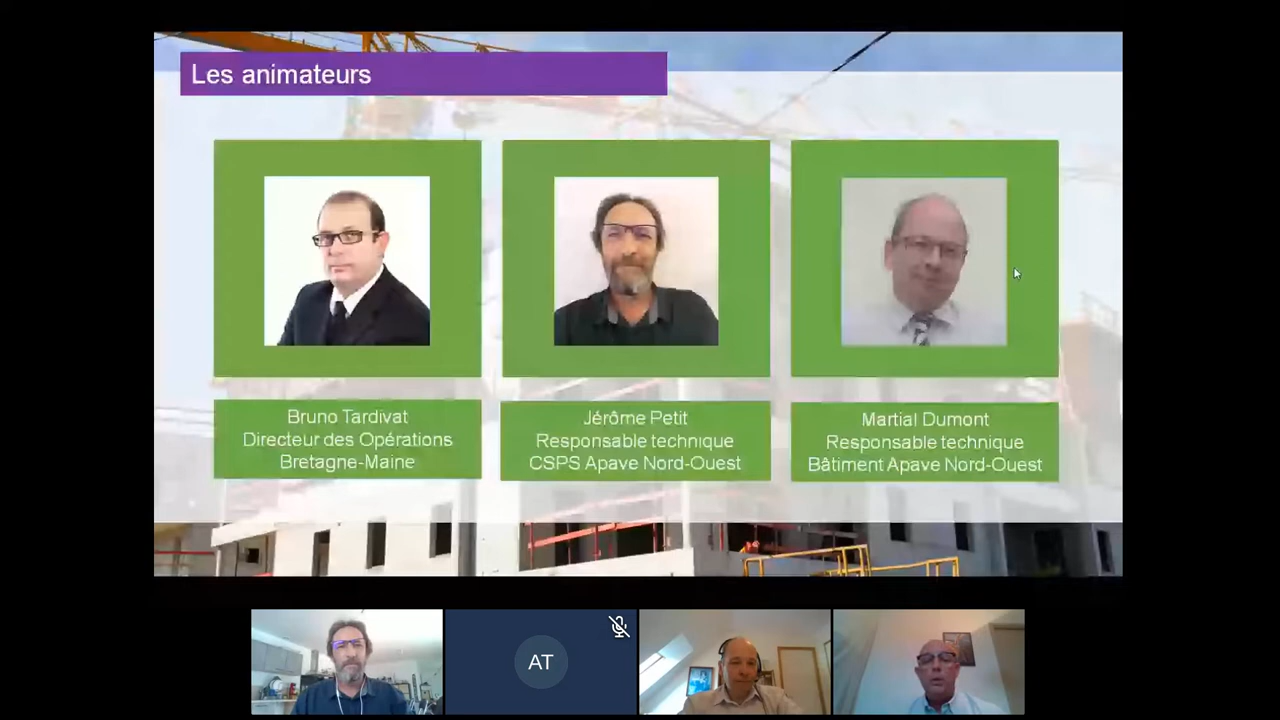 Les animateurs
Bruno Tardivat
Directeur des Opérations
Bretagne-Maine
Jérôme Petit
Responsable technique
CSPS Apave Nord-Ouest
Martial Dumont
Responsable technique
Bâtiment Apave Nord-Ouest
AT